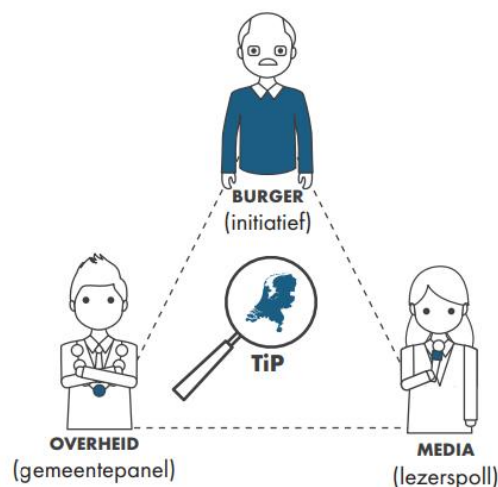 BURGER
(initiatief)
TiP
OVERHEID
(gemeentepanel)
MEDIA
(lezerspoll)